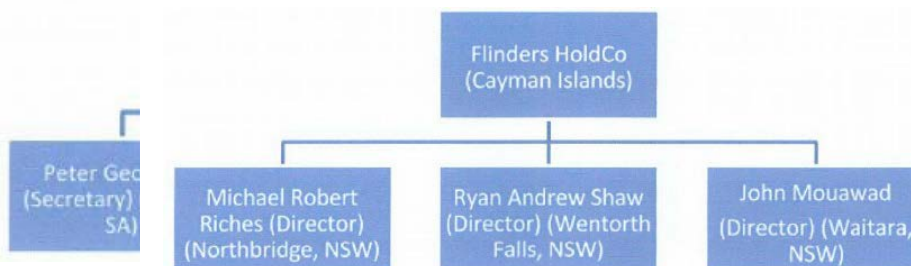 Flinders HoldCo
(Cayman Islands)
Peter
(Secretary)
SA)
Michael Robert
Riches (Director)
(Northbridge, NSW)
Ryan Andrew Shaw
(Director) (Wentorth
Falls, NSW)
John Mouawad
(Director) (Waitara,
NSW)